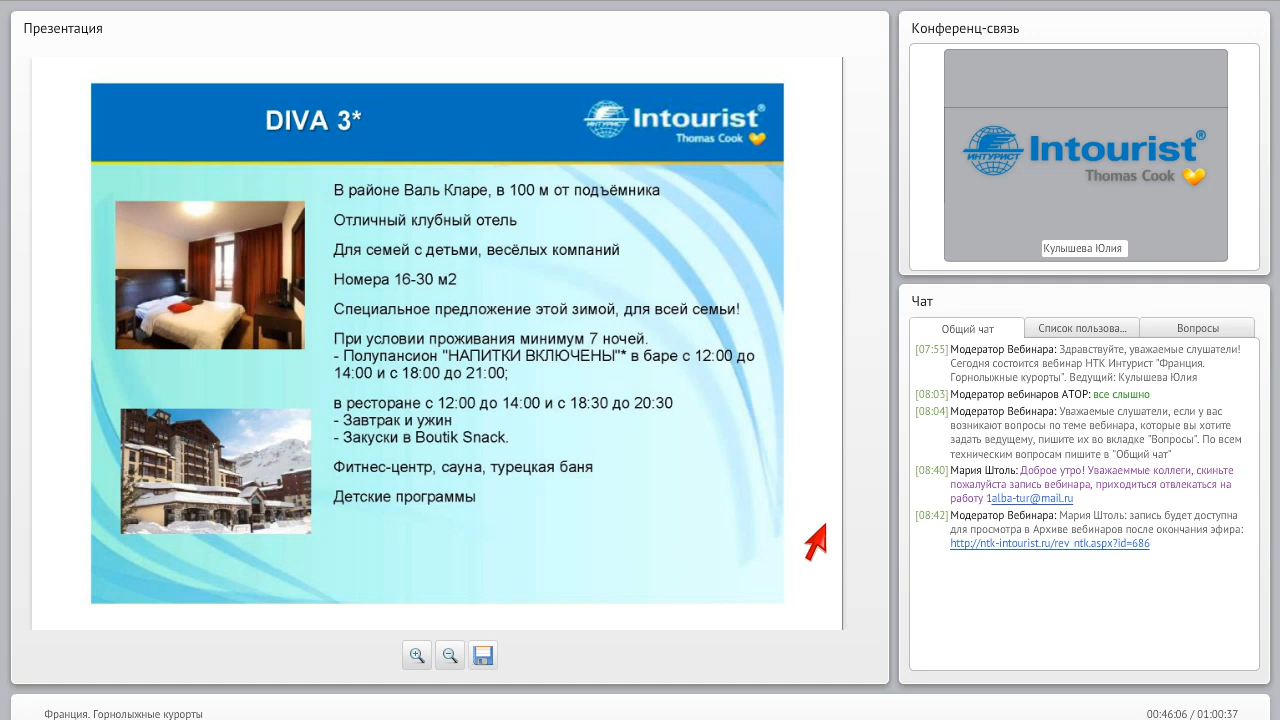 Презентация
DIVA 3*
ИНТУРИСТ
Intourist®
Thomas Cook
В районе Валь Кларе, в 100 м от подъёмника
Отличный клубный отель
Для семей с детьми, весёлых компаний
Номера 16-30 м2
Специальное предложение этой зимой, для всей семьи!
При условии проживания минимум 7 ночей.
- Полупансион "НАПИТКИ ВКЛЮЧЕНЫ"* в баре с 12:00 до
14:00 и с 18:00 до 21:00;
в ресторане с 12:00 до 14:00 и с 18:30 до 20:30
- Завтрак и ужин
- Закуски в Boutik Snack.
Фитнес-центр, сауна, турецкая баня
Детские программы
Конференц-связь
ИНТУРИСТ
Intourist®
Thomas Cook
Кулышева Юлия
Чат
Общий чат
Список пользова...
Вопросы
[07:55] Модератор Вебинара: Здравствуйте, уважаемые слушатели!
Сегодня состоится вебинар НТК Интурист "Франция.
Горнолыжные курорты". Ведущий: Кулышева Юлия
[08:03] Модератор вебинаров АТОР: все слышно
[08:04] Модератор Вебинара: Уважаемые слушатели, если у вас
возникают вопросы по теме вебинара, которые вы хотите
задать ведущему, пишите их во вкладке "Вопросы". По всем
техническим вопросам пишите в "Общий чат"
[08:40] Мария Штоль: Доброе утро! Уважаеммые коллеги, скиньте
пожалуйста запись вебинара, приходиться отвлекаться на
работу 1alba-tur@mail.ru
[08:42] Модератор Вебинара: Мария Штоль: запись будет доступна
для просмотра в Архиве вебинаров после окончания эфира:
http://ntk-intourist.ru/rev_ntk.aspx?id=686
Франция. Горнолыжные курорты
00:46:06 / 01:00:37